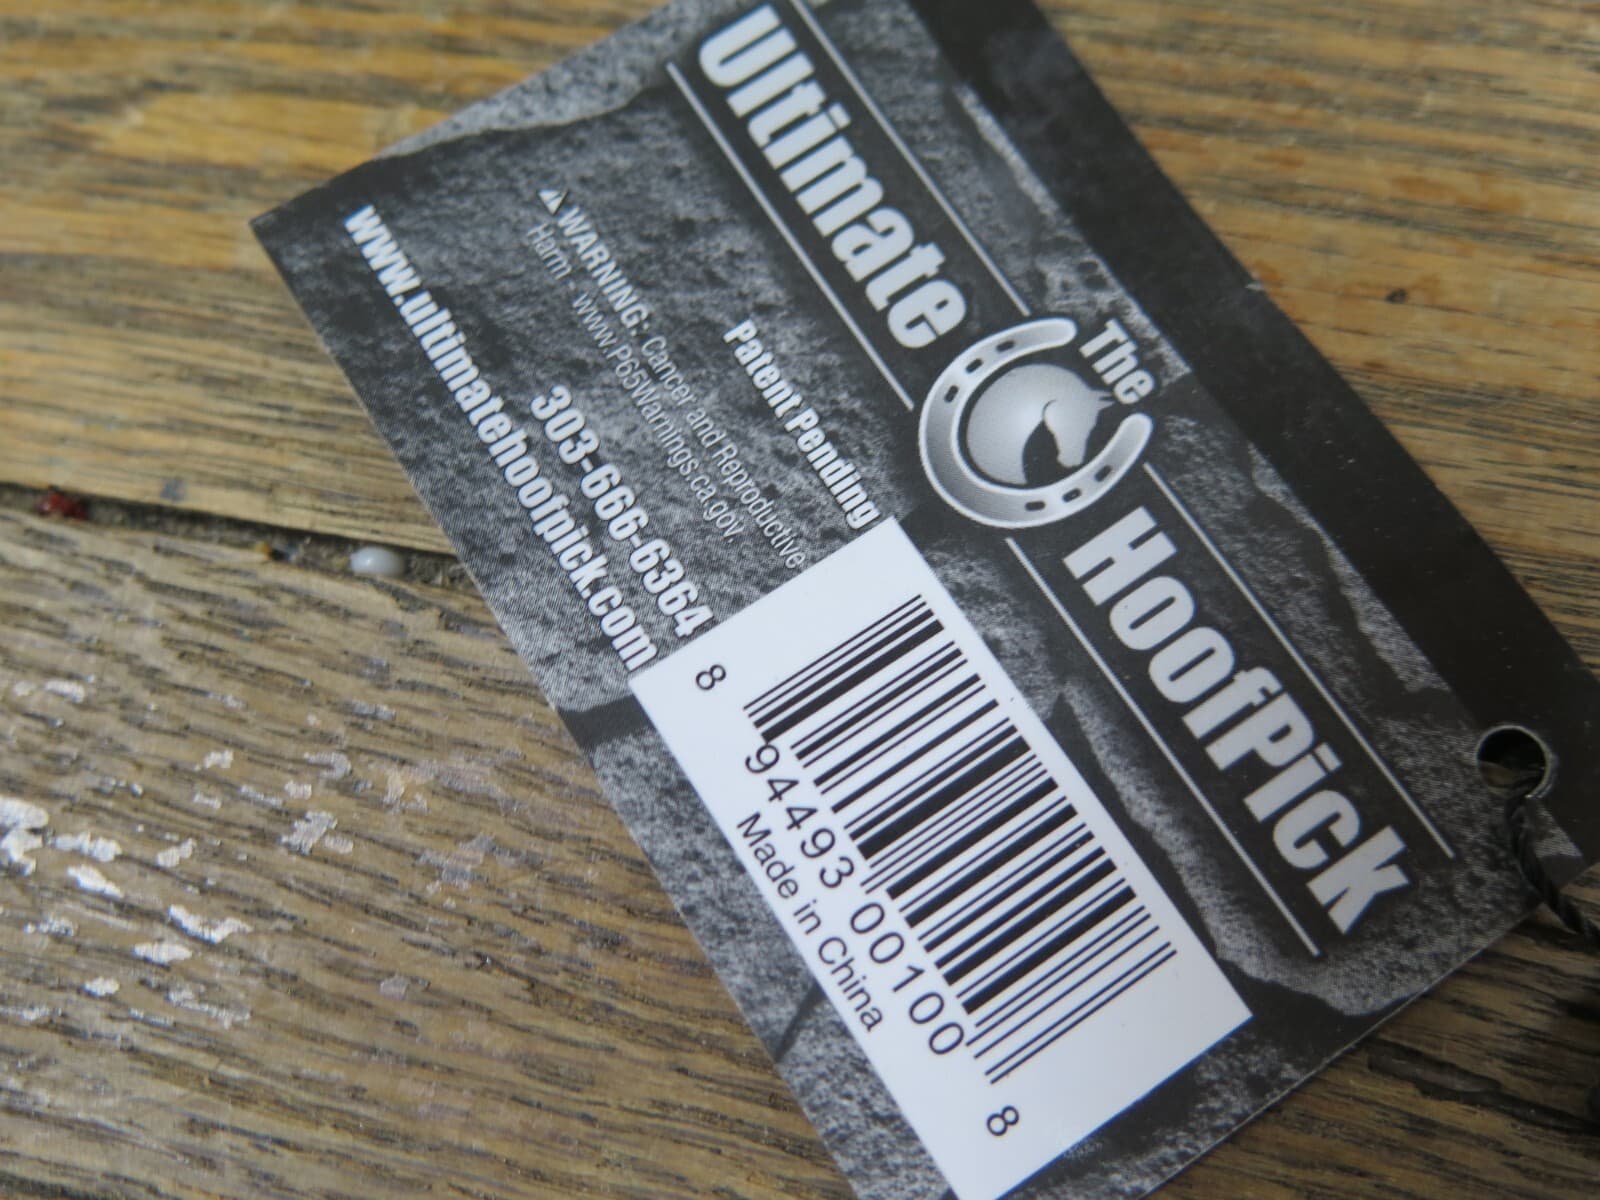 The
Ultimate HoofPick
Patent Pending
WARNING: Cancer and Reproductive
Harm - www.P65Warnings.ca.gov.
303-666-6364
www.ultimatehoofpick.com
8 94493 00100 8
Made in China